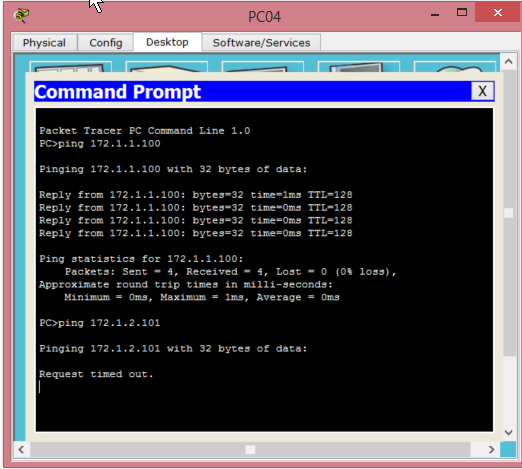 PC04
Physical Config Desktop Software/Services
Command Prompt X
Packet Tracer PC Command Line 1.0
PC>ping 172.1.1.100
Pinging 172.1.1.100 with 32 bytes of data:
Reply from 172.1.1.100: bytes=32 time=1ms TTL=128
Reply from 172.1.1.100: bytes=32 time=0ms TTL=128
Reply from 172.1.1.100: bytes=32 time=0ms TTL=128
Reply from 172.1.1.100: bytes=32 time=0ms TTL=128
Ping statistics for 172.1.1.100:
Packets: Sent = 4, Received = 4, Lost = 0 (0% loss),
Approximate round trip times in milli-seconds:
Minimum = 0ms, Maximum = 1ms, Average = 0ms
PC>ping 172.1.2.101
Pinging 172.1.2.101 with 32 bytes of data:
Request timed out.